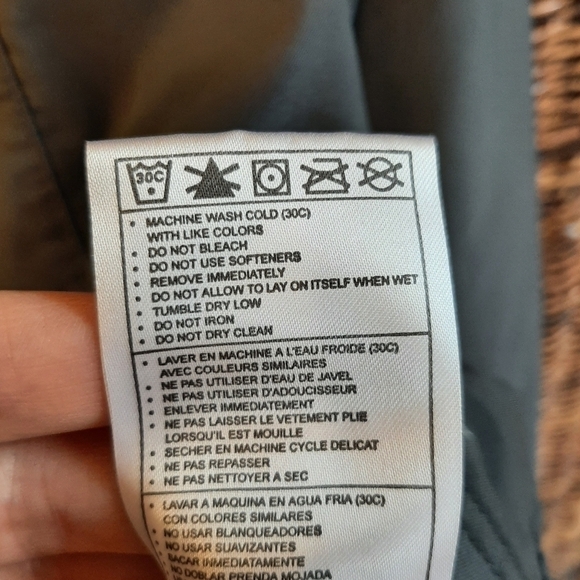 30C
• MACHINE WASH COLD (30C)
WITH LIKE COLORS
• DO NOT BLEACH
• DO NOT USE SOFTENERS
• REMOVE IMMEDIATELY
• DO NOT ALLOW TO LAY ON ITSELF WHEN WET
• TUMBLE DRY LOW
• DO NOT IRON
• DO NOT DRY CLEAN
• LAVER EN MACHINE A L'EAU FROIDE (30C)
AVEC COULEURS SIMILAIRES
• NE PAS UTILISER D'EAU DE JAVEL
• NE PAS UTILISER D'ADOUCISSEUR
• ENLEVER IMMEDIATEMENT
• NE PAS LAISSER LE VETEMENT PLIE
LORSQU'IL EST MOUILLE
• SECHER EN MACHINE CYCLE DELICAT
• NE PAS REPASSER
• NE PAS NETTOYER A SEC
• LAVAR A MAQUINA EN AGUA FRIA (30C)
CON COLORES SIMILARES
• NO USAR BLANQUEADORES
• NO USAR SUAVIZANTES
• SACAR INMEDIATAMENTE
• NO DOBLAR PRENDA MOJADA